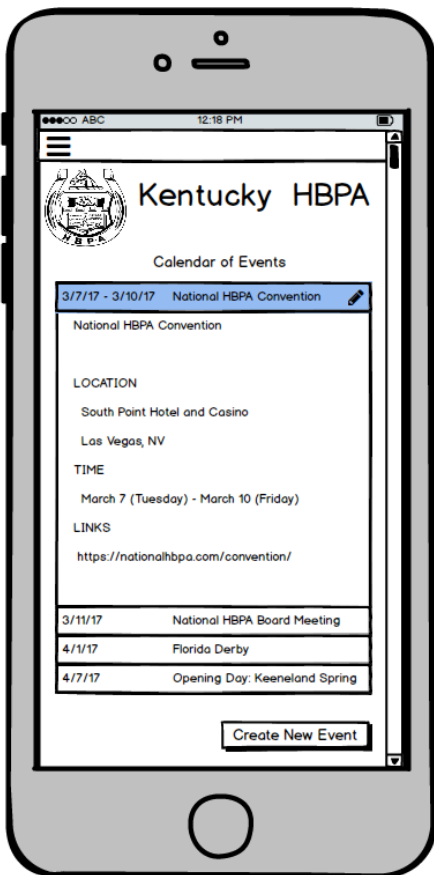 ABC 12:18 PM
Kentucky HBPA
HBPA
Calendar of Events
3/7/17 - 3/10/17 National HBPA Convention
National HBPA Convention
LOCATION
South Point Hotel and Casino
Las Vegas, NV
TIME
March 7 (Tuesday) - March 10 (Friday)
LINKS
https://nationalhbpa.com/convention/
3/11/17 National HBPA Board Meeting
4/1/17 Florida Derby
4/7/17 Opening Day: Keeneland Spring
Create New Event